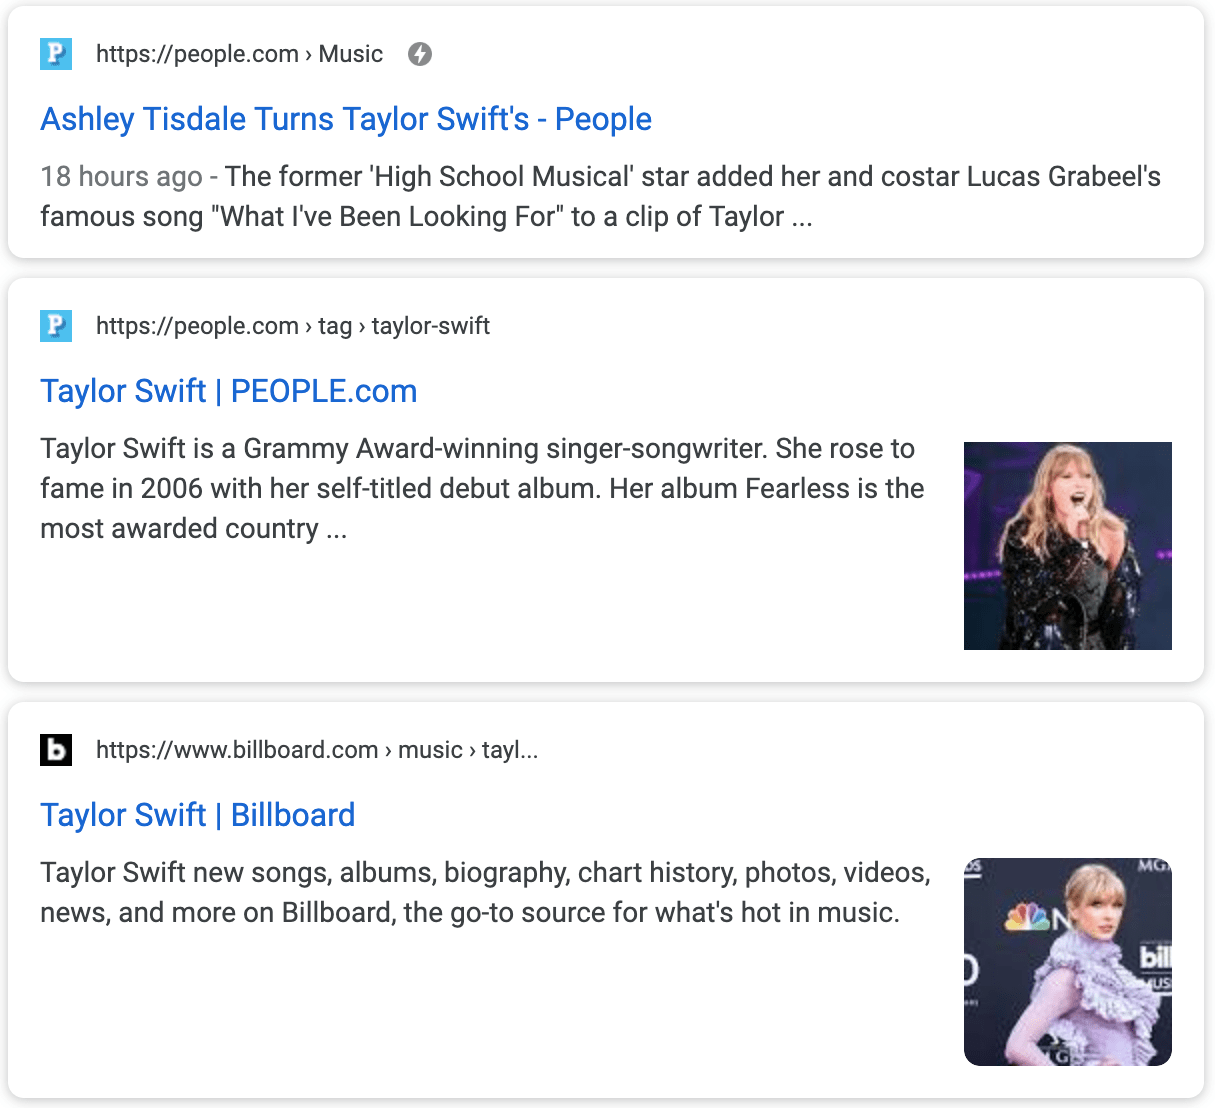 P https://people.com › Music
Ashley Tisdale Turns Taylor Swift's - People
18 hours ago - The former 'High School Musical' star added her and costar Lucas Grabeel's
famous song "What I've Been Looking For" to a clip of Taylor ...
P https://people.com › tag › taylor-swift
Taylor Swift | PEOPLE.com
Taylor Swift is a Grammy Award-winning singer-songwriter. She rose to
fame in 2006 with her self-titled debut album. Her album Fearless is the
most awarded country ...
b https://www.billboard.com › music › tayl...
Taylor Swift | Billboard
Taylor Swift new songs, albums, biography, chart history, photos, videos,
news, and more on Billboard, the go-to source for what's hot in music.
MG
N
bill
MUS